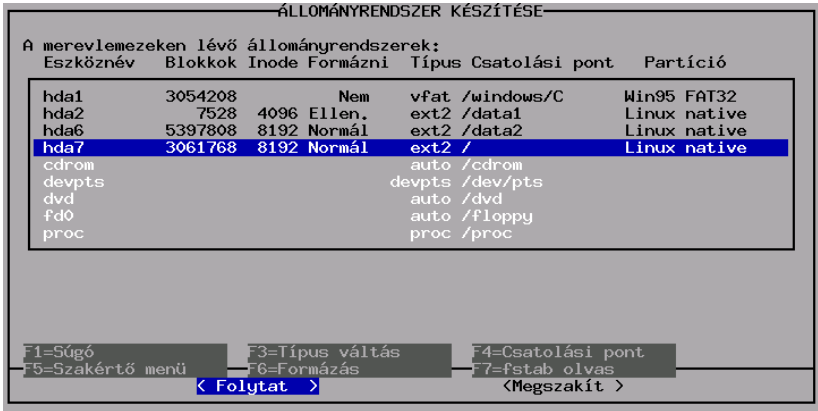 ÁLLOMÁNYRENDSZER KÉSZÍTÉSE
A merevlemezeken lévő állományrendszerek:
Eszköznév Blokkok Inode Formázni Típus Csatolási pont Partíció
hda1 3054208 Nem vfat /windows/C Win95 FAT32
hda2 7528 4096 Ellen. ext2 /data1 Linux native
hda6 5397808 8192 Normál ext2 /data2 Linux native
hda7 3061768 8192 Normál ext2 / Linux native
cdrom auto /cdrom
devpts devpts /dev/pts
dvd auto /dvd
fd0 auto /floppy
proc proc /proc
F1=Súgó F3=Típus váltás F4=Csatolási pont
F5=Szakértő menü F6=Formázás F7=fstab olvas
< Folytat > <Megszakít >